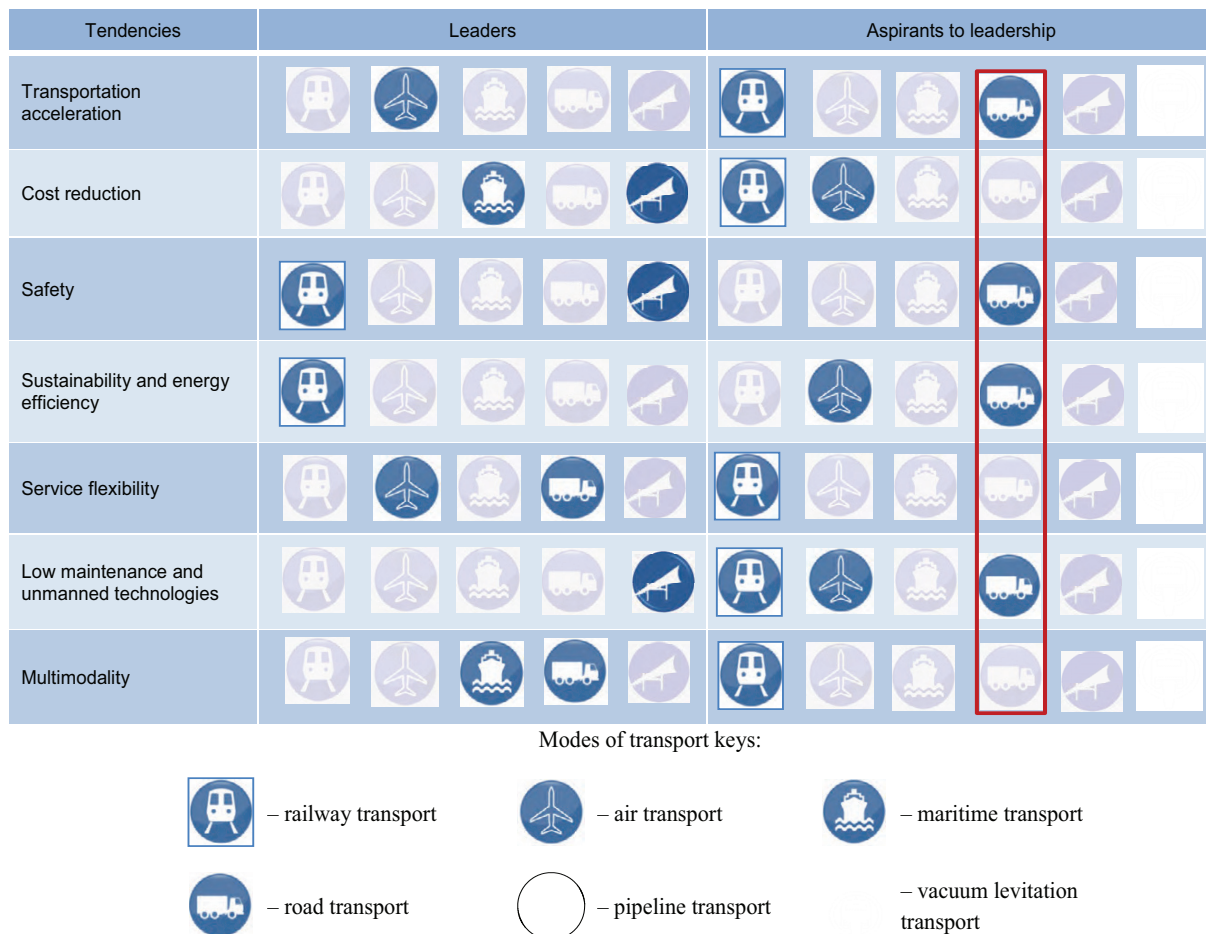 Tendencies
Leaders
Aspirants to leadership
Transportation
acceleration
Cost reduction
Safety
Sustainability and energy
efficiency
Service flexibility
Low maintenance and
unmanned technologies
Multimodality
Modes of transport keys:
– railway transport
– air transport
– maritime transport
– road transport
– pipeline transport
– vacuum levitation
transport